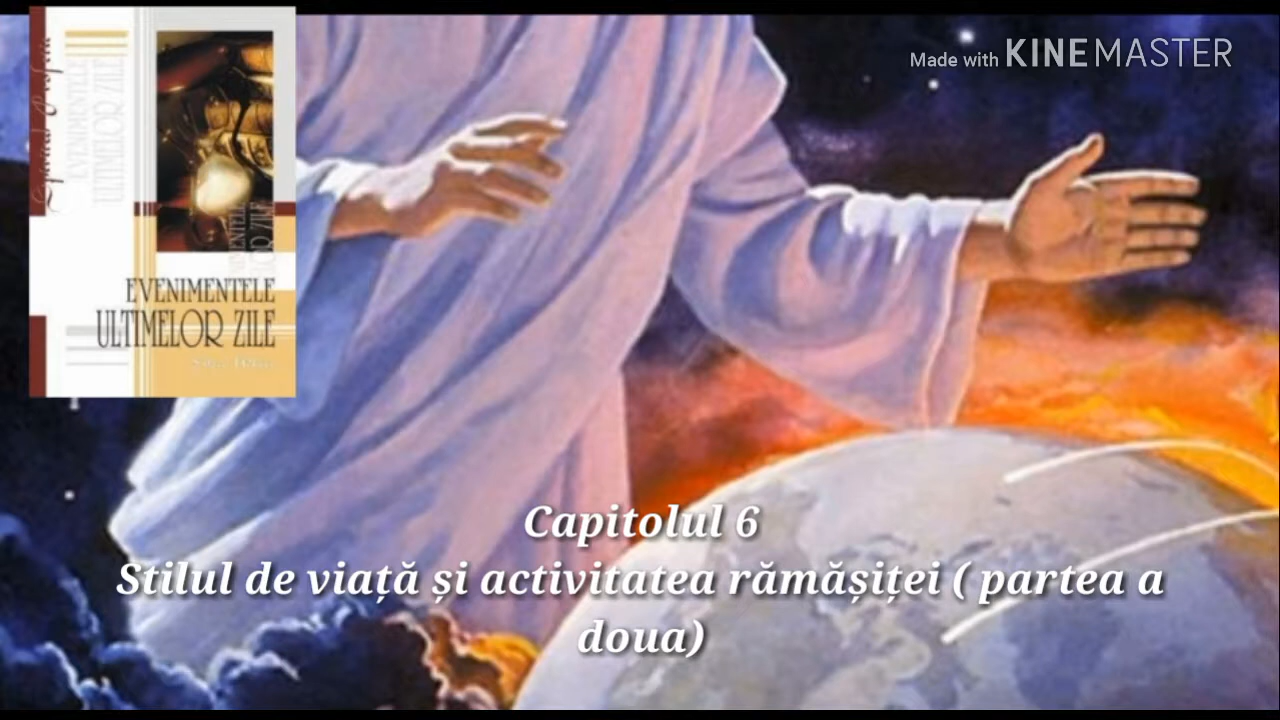 Made with KINEMASTER
EVENIMENTELE
ULTIMELOR ZILE
EVENIMENTELE
ULTIMELOR ZILE
Capitolul 6
Stilul de viață și activitatea rămășiței ( partea a
doua)